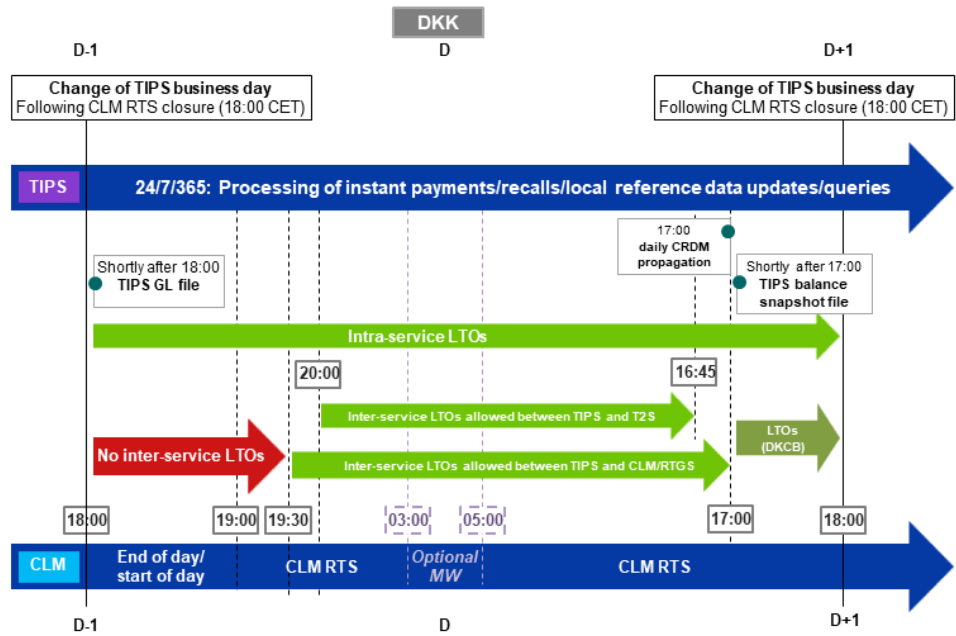 DKK
D-1
D
D+1
Change of TIPS business day
Following CLM RTS closure (18:00 CET)
Change of TIPS business day
Following CLM RTS closure (18:00 CET)
TIPS
24/7/365: Processing of instant payments/recalls/local reference data updates/queries
17:00
daily CRDM
propagation
Shortly after 18:00
TIPS GL file
Shortly after 17:00
TIPS balance
snapshot file
Intra-service LTOs
20:00
16:45
Inter-service LTOs allowed between TIPS and T2S
No inter-service LTOs
LTOs
(DKCB)
Inter-service LTOs allowed between TIPS and CLM/RTGS
18:00
19:00
19:30
03:00
05:00
17:00
18:00
CLM
End of day/
start of day
CLM RTS
Optional
MW
CLM RTS
D-1
D
D+1